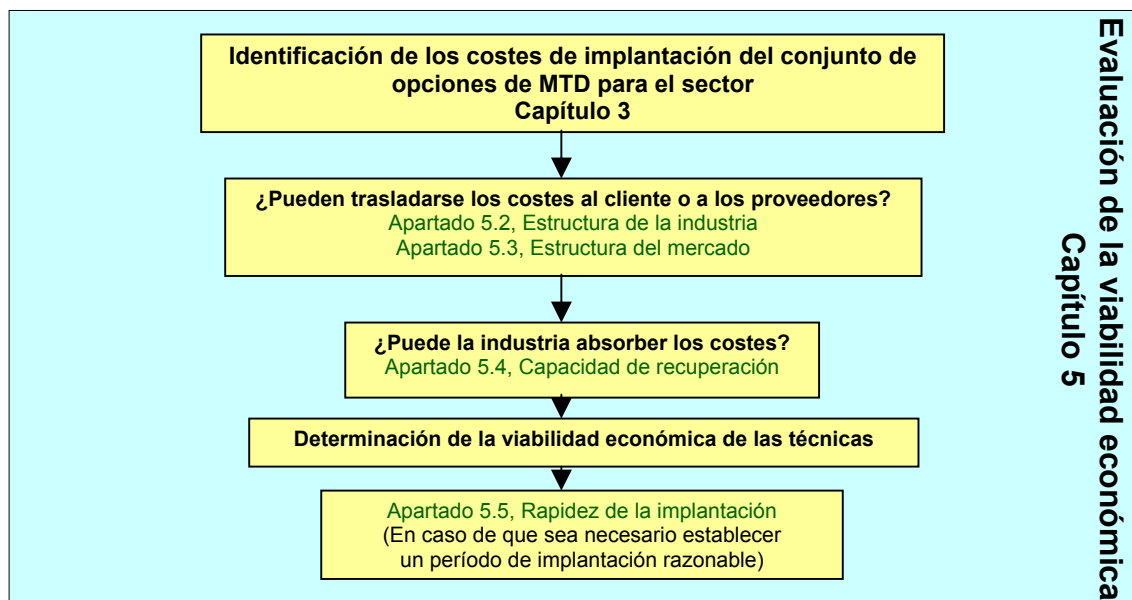 Identificación de los costes de implantación del conjunto de
opciones de MTD para el sector
Capítulo 3
¿Pueden trasladarse los costes al cliente o a los proveedores?
Apartado 5.2, Estructura de la industria
Apartado 5.3, Estructura del mercado
¿Puede la industria absorber los costes?
Apartado 5.4, Capacidad de recuperación
Determinación de la viabilidad económica de las técnicas
Apartado 5.5, Rapidez de la implantación
(En caso de que sea necesario establecer
un período de implantación razonable)
Evaluación de la viabilidad económica
Capítulo 5